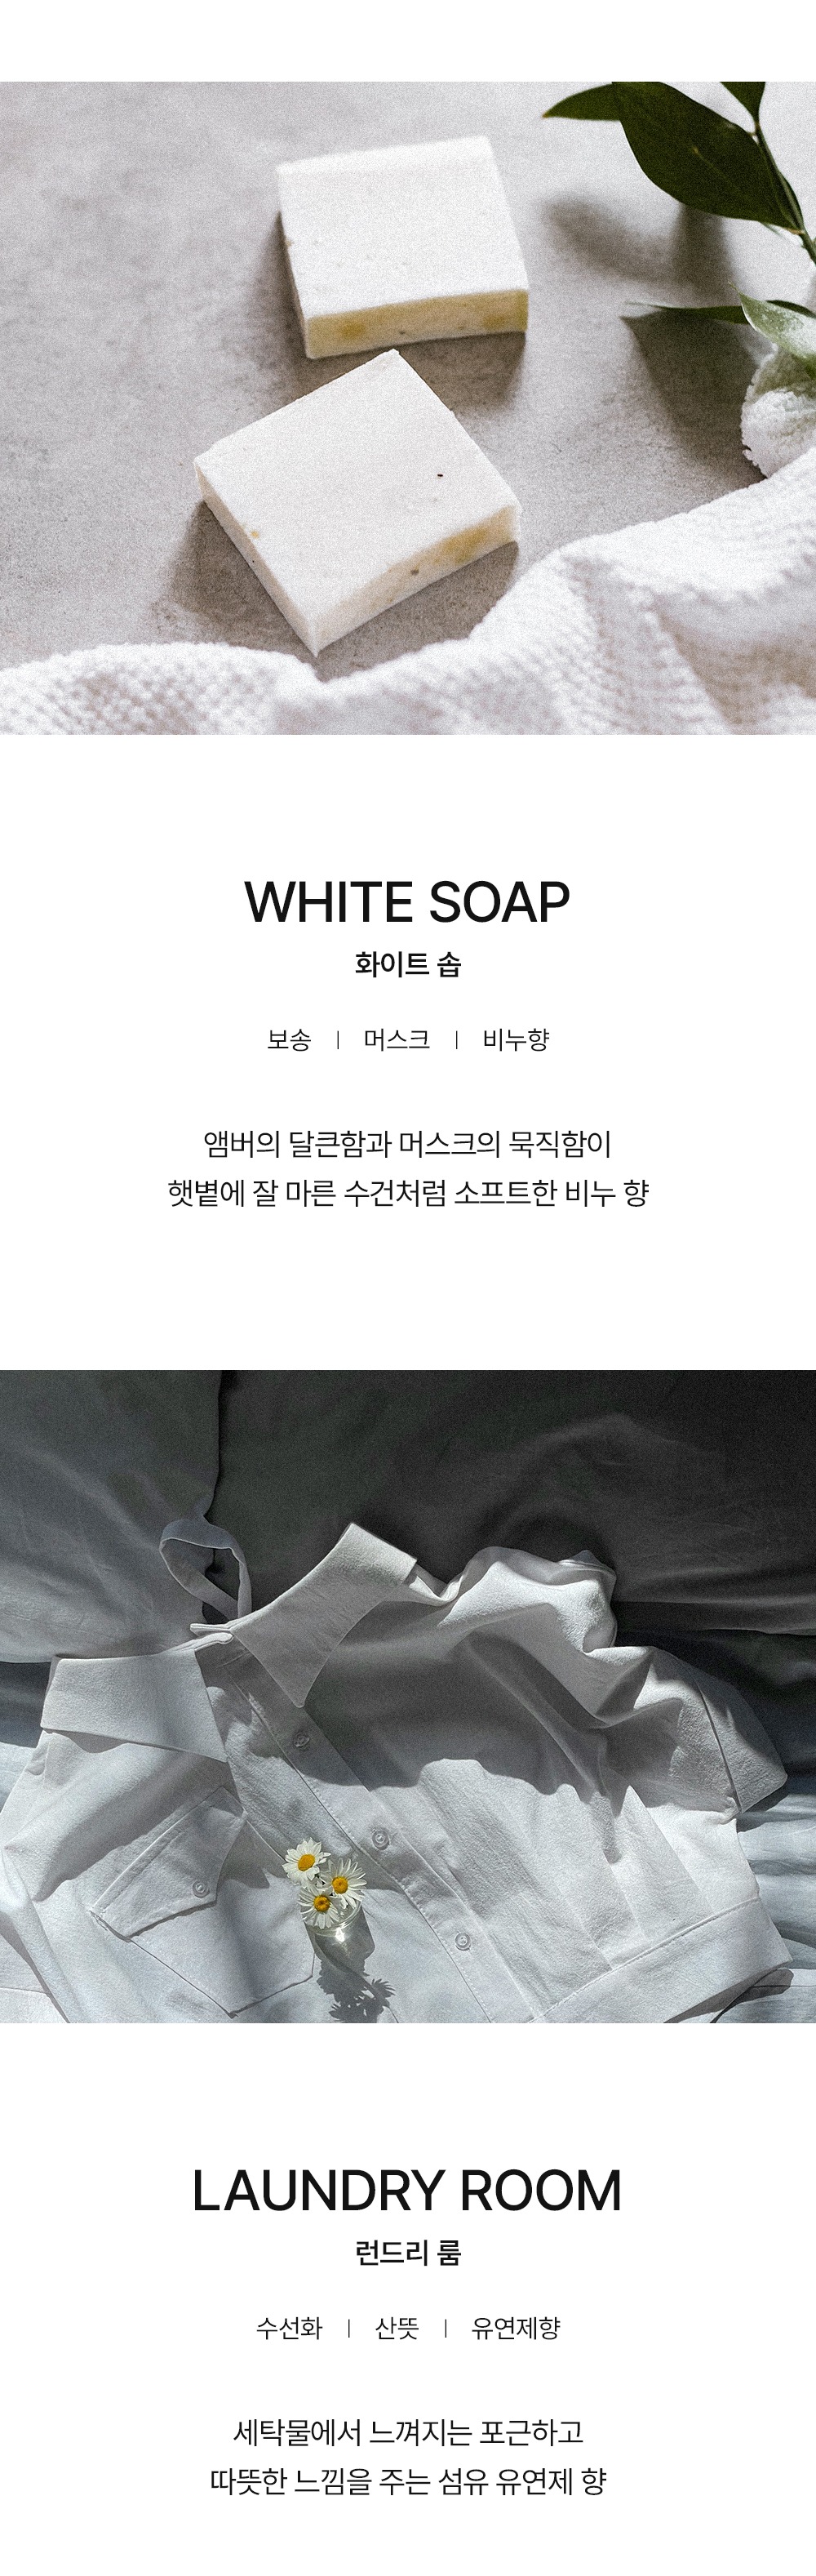 WHITE SOAP
화이트 솝
보송 | 머스크 | 비누향
앰버의 달큰함과 머스크의 묵직함이
햇볕에 잘 마른 수건처럼 소프트한 비누 향
LAUNDRY ROOM
런드리 룸
수선화 | 산뜻 | 유연제향
세탁물에서 느껴지는 포근하고
따뜻한 느낌을 주는 섬유 유연제 향